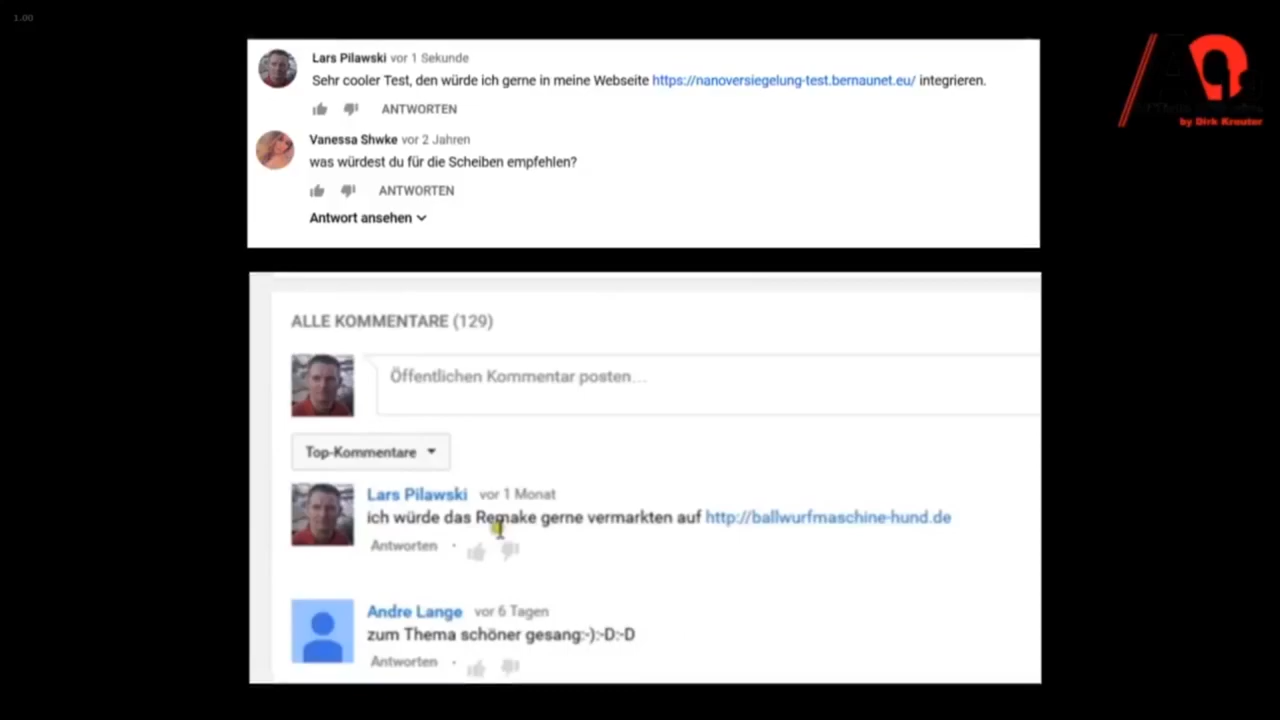 1.00
Lars Pilawski vor 1 Sekunde
Sehr cooler Test, den würde ich gerne in meine Webseite https://nanoversiegelung-test.bernaunet.eu/ integrieren.
ANTWORTEN
Vanessa Shwke vor 2 Jahren
was würdest du für die Scheiben empfehlen?
ANTWORTEN
Antwort ansehen
by Dirk Kreuter
ALLE KOMMENTARE (129)
Öffentlichen Kommentar posten...
Top-Kommentare
Lars Pilawski vor 1 Monat
ich würde das Remake gerne vermarkten auf http://ballwurfmaschine-hund.de
Antworten ·
Andre Lange vor 6 Tagen
zum Thema schöner gesang:-):-D:-D
Antworten ·